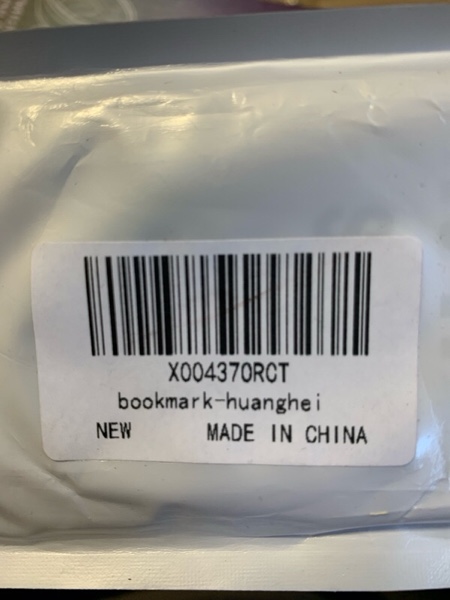 X004370RCT
bookmark-huanghei
NEW MADE IN CHINA